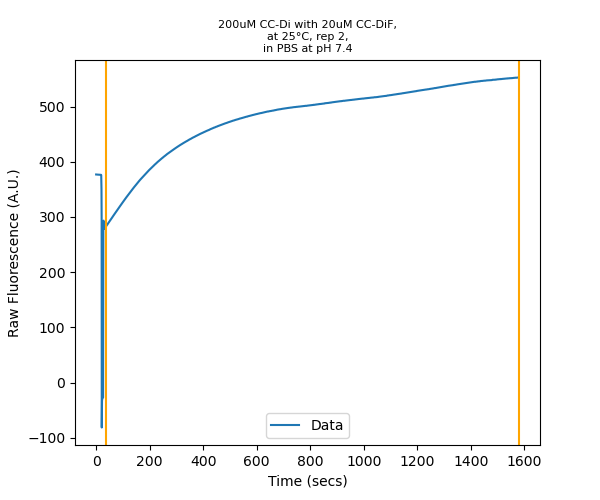 200uM CC-Di with 20uM CC-DiF,
at 25°C, rep 2,
in PBS at pH 7.4
Raw Fluorescence (A.U.)
500
400
300
200
100
0
−100
Data
0 200 400 600 800 1000 1200 1400 1600
Time (secs)